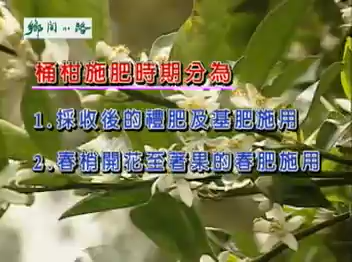 鄉間小路
桶柑施肥時期分為
1.採收後的禮肥及基肥施用
2.春梢開花至著果的春肥施用